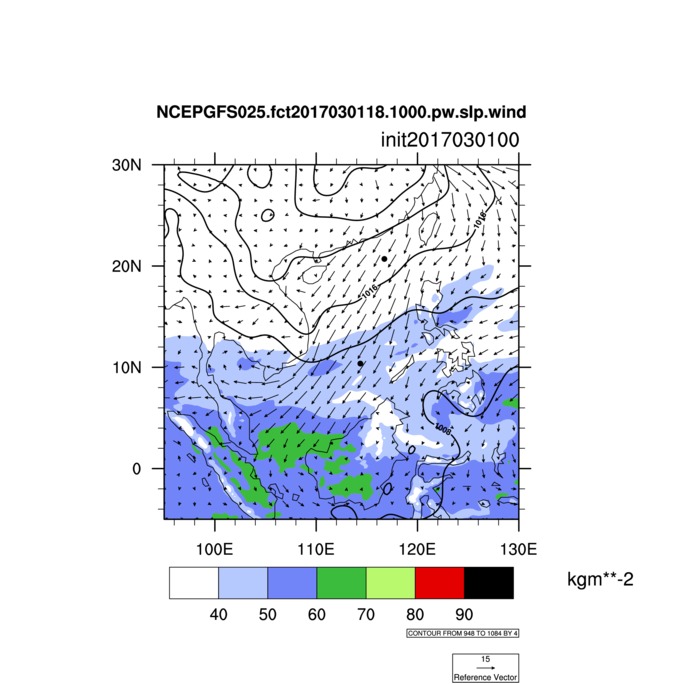 NCEPGFS025.fct2017030118.1000.pw.slp.wind
init2017030100
30N
20N
10N
0
1016
1016
1008
100E 110E 120E 130E
40 50 60 70 80 90
kgm**-2
CONTOUR FROM 948 TO 1084 BY 4
15
Reference Vector